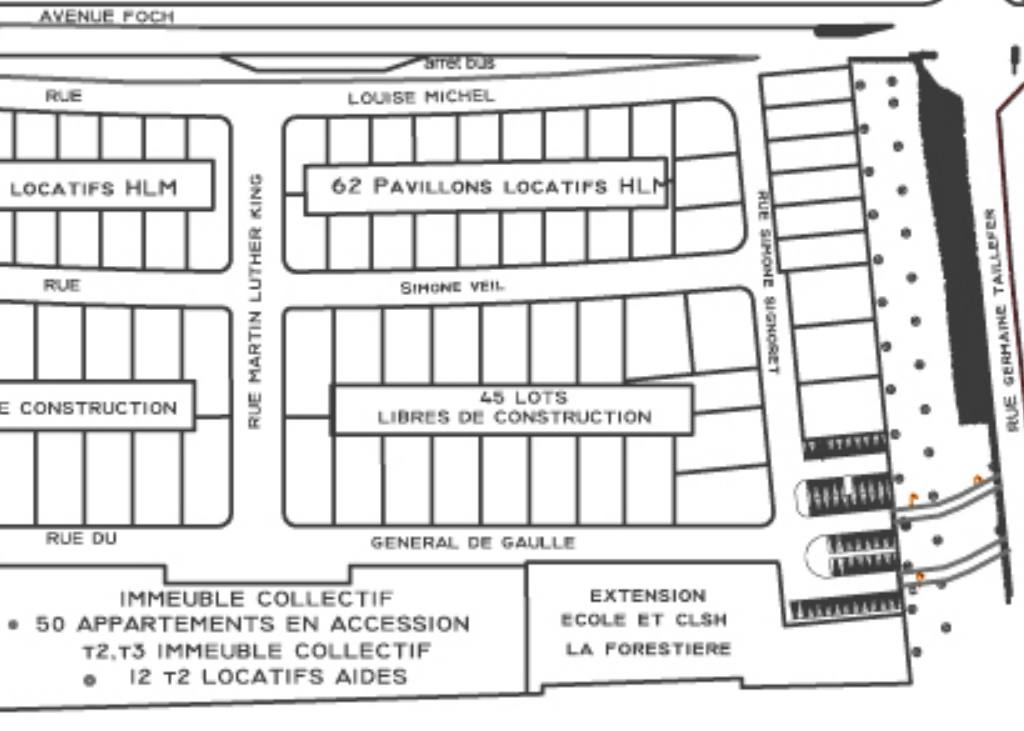 AVENUE FOCH
arret bus
RUE LOUISE MICHEL
LOCATIFS HLM
62 PAVILLONS LOCATIFS HLM
RUE MARTIN LUTHER KING
RUE SIMONE SIGNORET
RUE GERMAINE TAILLEFER
RUE SIMONE VEIL
E CONSTRUCTION
45 LOTS
LIBRES DE CONSTRUCTION
RUE DU GENERAL DE GAULLE
IMMEUBLE COLLECTIF
• 50 APPARTEMENTS EN ACCESSION
T2,T3 IMMEUBLE COLLECTIF
• 12 T2 LOCATIFS AIDES
EXTENSION
ECOLE ET CLSH
LA FORESTIERE